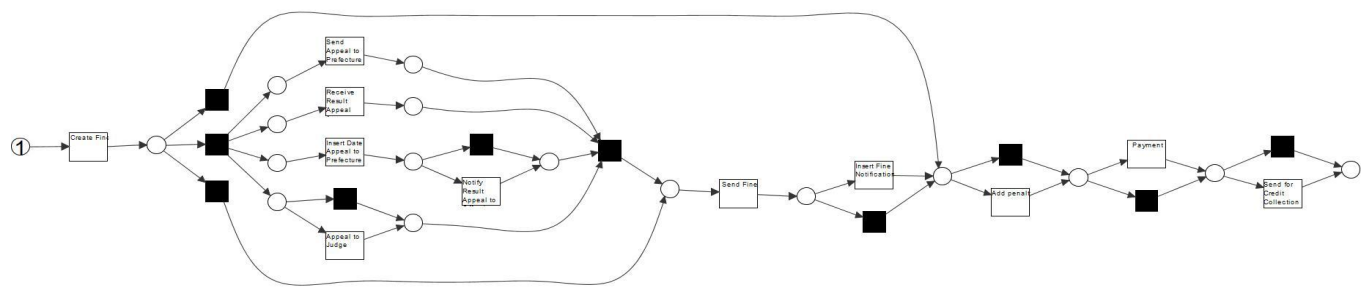 1
Create Fine
Send
Appeal to
Prefecture
Receive
Result
Appeal
Insert Date
Appeal to
Prefecture
Notify
Result
Appeal to
Appeal to
Judge
Send Fine
Insert Fine
Notification
Add penalt
Payment
Send for
Credit
Collection